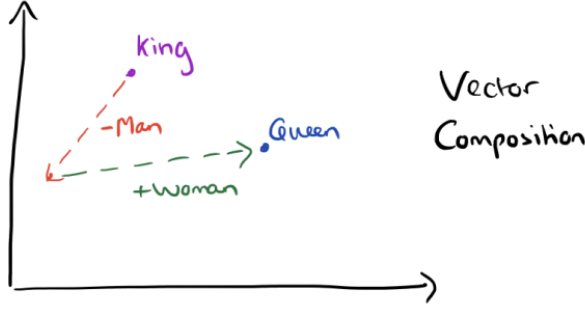 King
Vector
-Man
Queen
Composition
+Woman